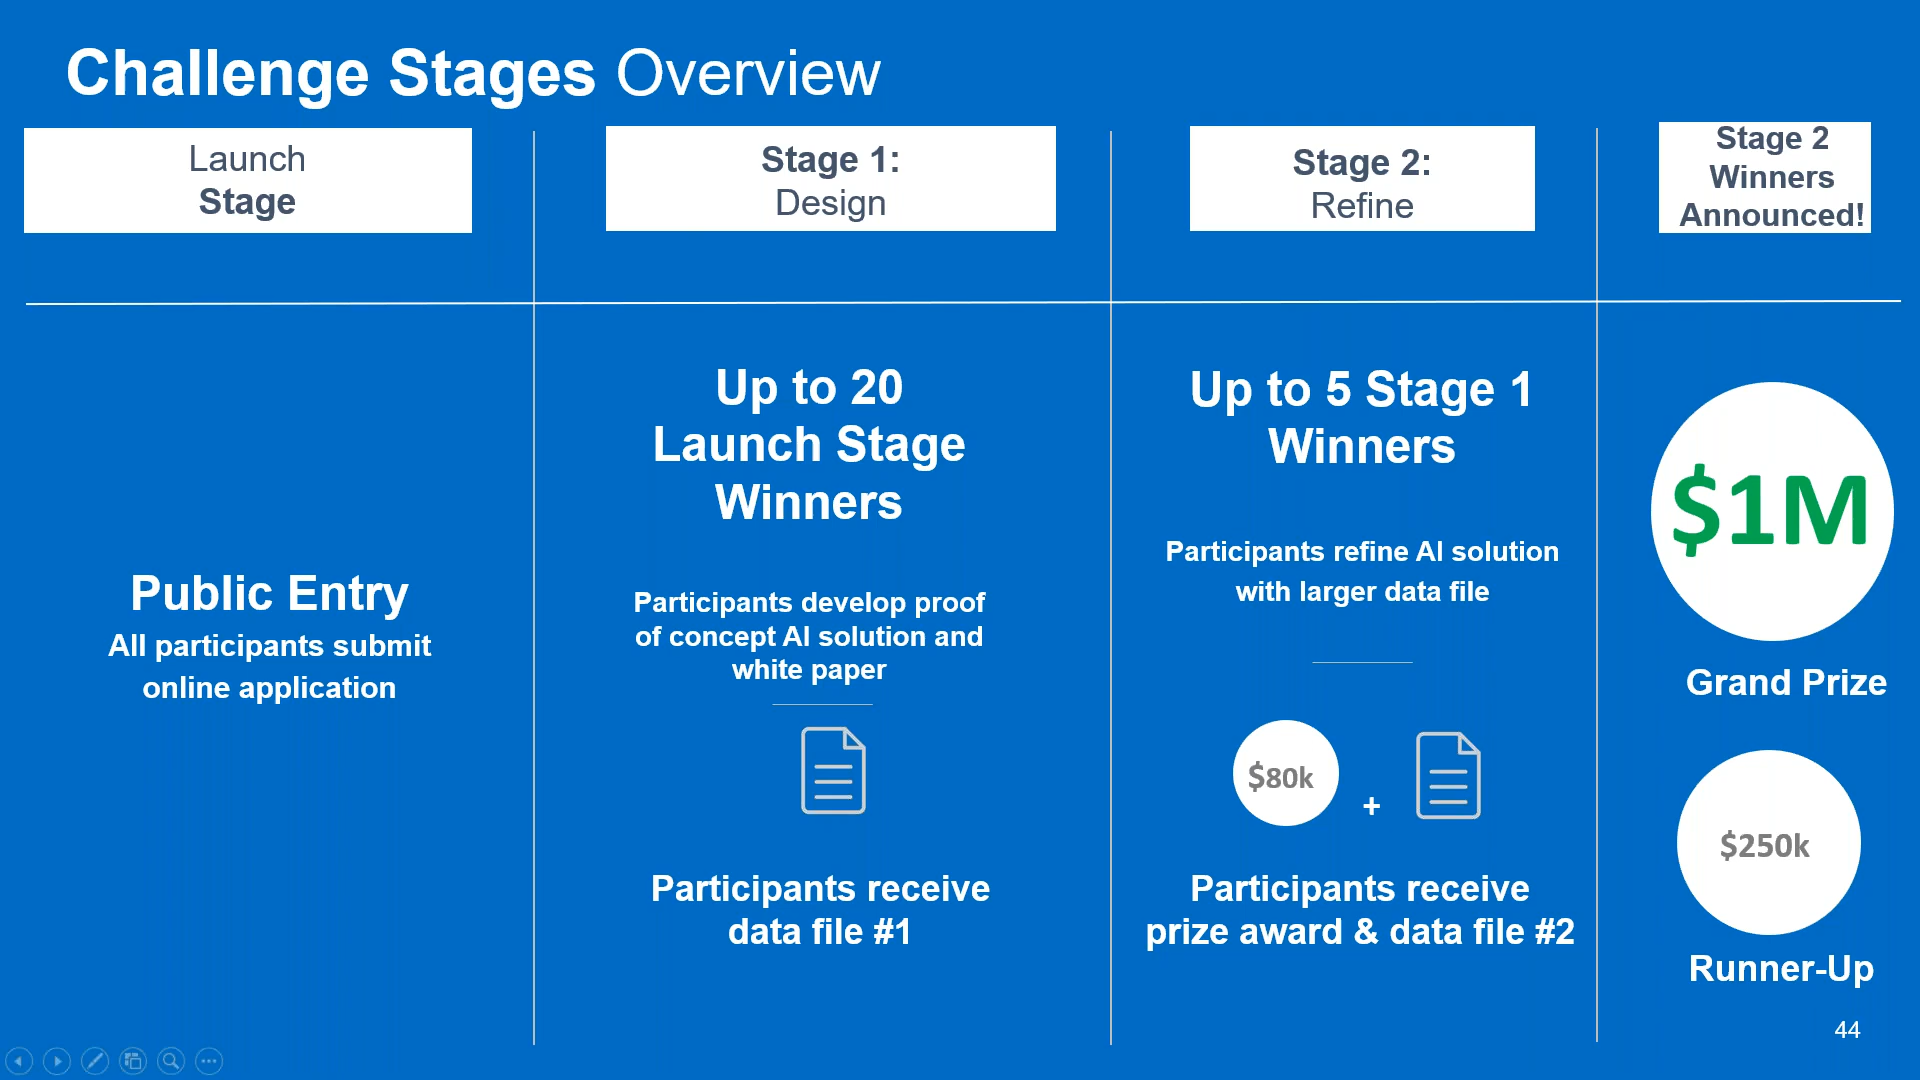 Challenge Stages Overview
Launch
Stage
Stage 1:
Design
Stage 2:
Refine
Stage 2
Winners
Announced!
Public Entry
All participants submit
online application
Up to 20
Launch Stage
Winners
Participants develop proof
of concept AI solution and
white paper
Participants receive
data file #1
Up to 5 Stage 1
Winners
Participants refine AI solution
with larger data file
$80k
+
Participants receive
prize award & data file #2
$1M
Grand Prize
$250k
Runner-Up
44